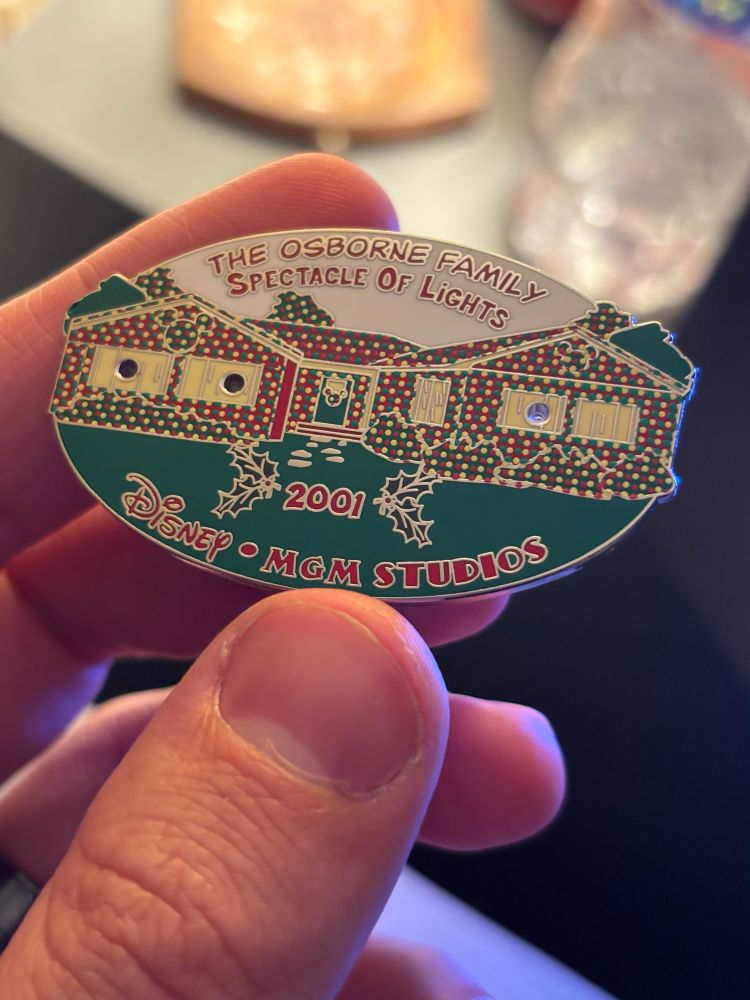 THE OSBORNE FAMILY
SPECTACLE OF LIGHTS
2001
DISNEY • MGM STUDIOS